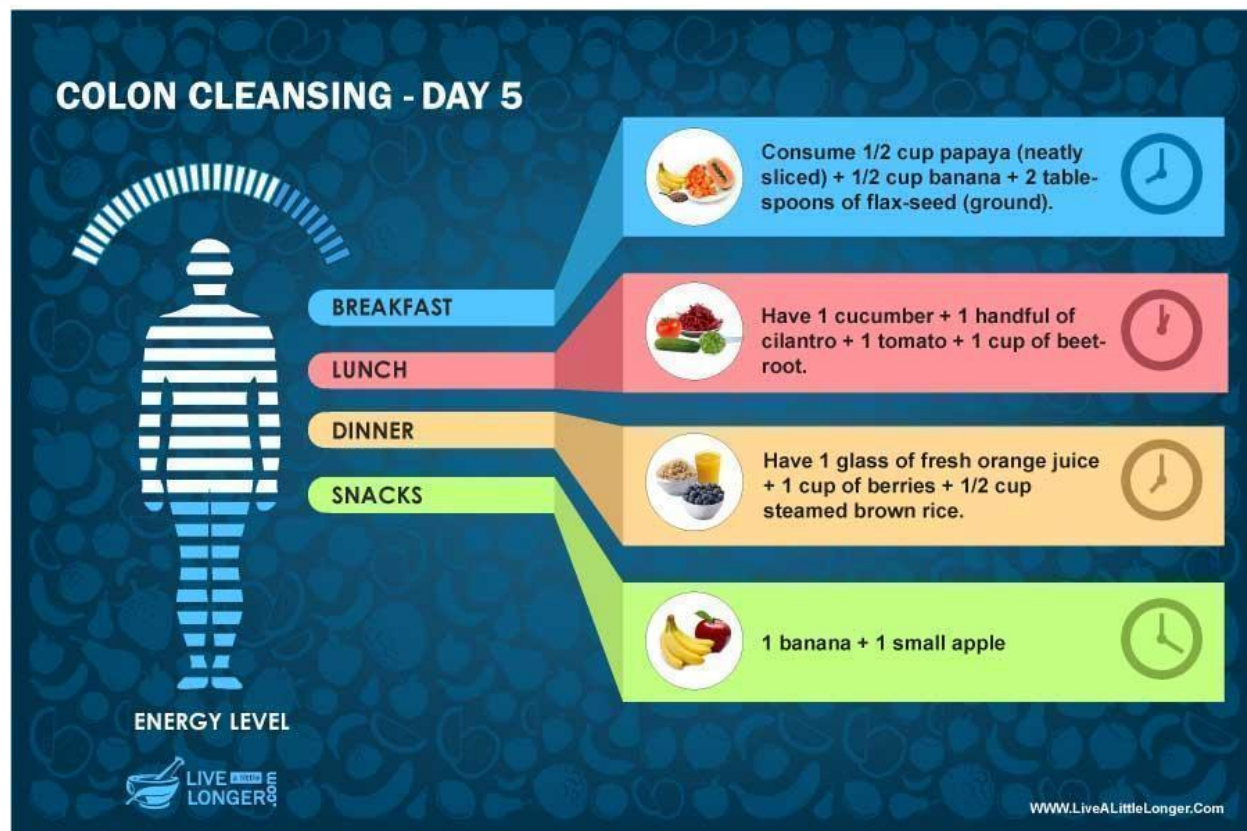 COLON CLEANSING - DAY 5
Consume 1/2 cup papaya (neatly
sliced) + 1/2 cup banana + 2 table-
spoons of flax-seed (ground).
BREAKFAST
Have 1 cucumber + 1 handful of
cilantro + 1 tomato + 1 cup of beet-
root.
LUNCH
DINNER
Have 1 glass of fresh orange juice
+ 1 cup of berries + 1/2 cup
steamed brown rice.
SNACKS
1 banana + 1 small apple
ENERGY LEVEL
LIVE a little
LONGER.com
WWW.LiveALittleLonger.Com